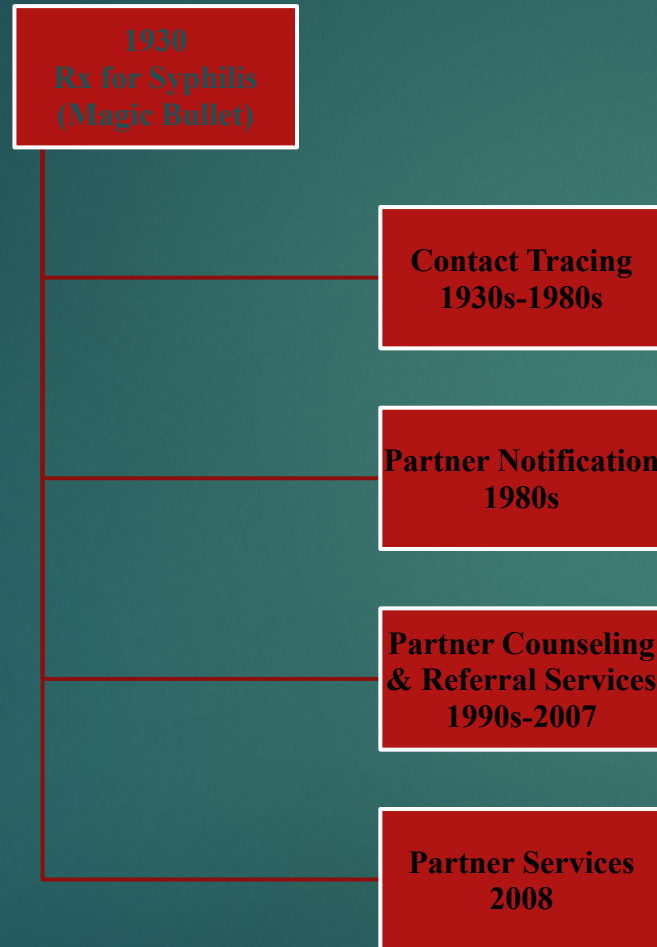 1930
Rx for Syphilis
(Magic Bullet)
Contact Tracing
1930s-1980s
Partner Notification
1980s
Partner Counseling
& Referral Services
1990s-2007
Partner Services
2008